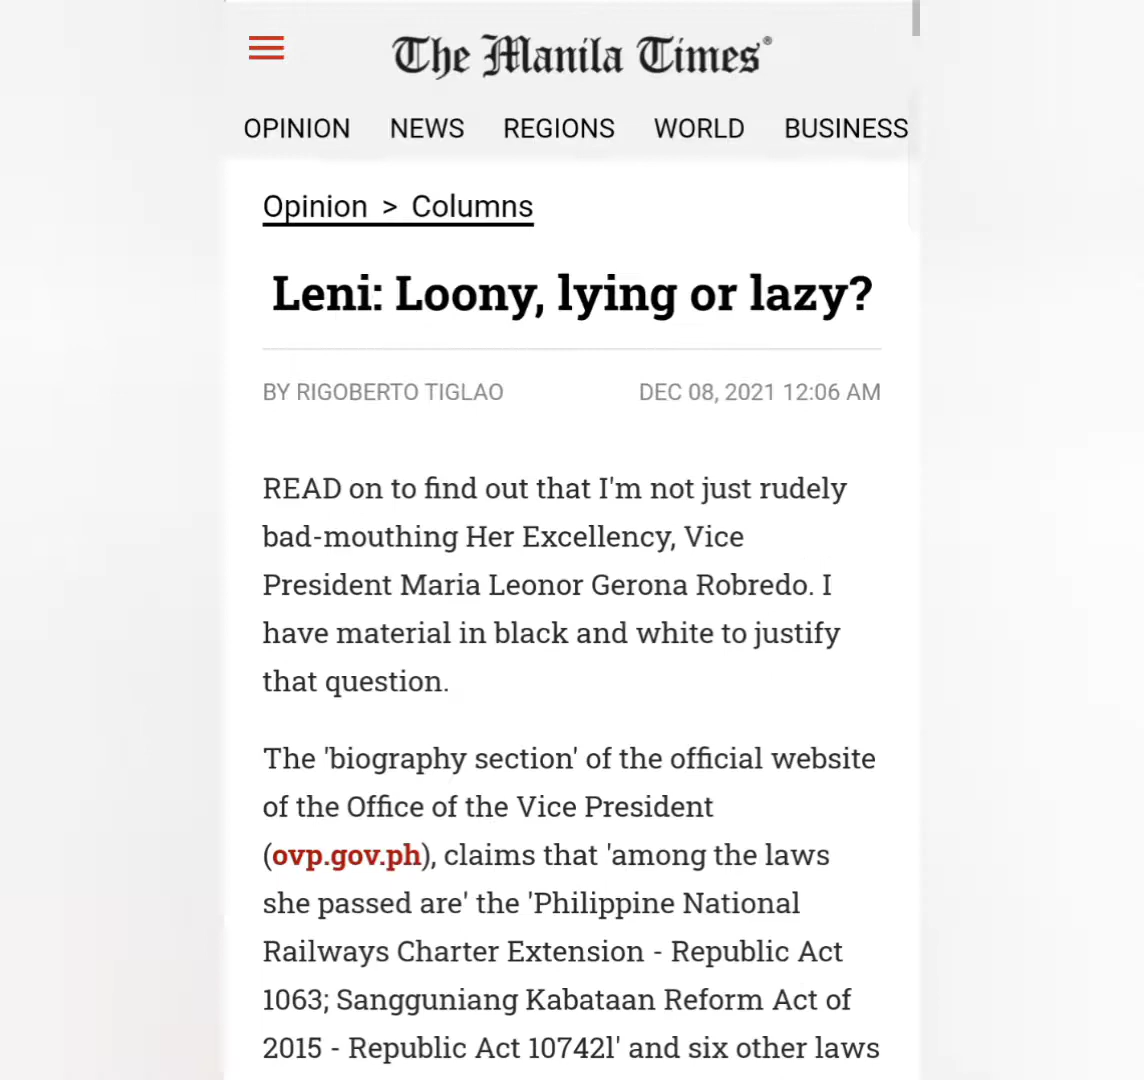 The Manila Times®
OPINION NEWS REGIONS WORLD BUSINESS
Opinion > Columns
Leni: Loony, lying or lazy?
BY RIGOBERTO TIGLAO DEC 08, 2021 12:06 AM
READ on to find out that I'm not just rudely
bad-mouthing Her Excellency, Vice
President Maria Leonor Gerona Robredo. I
have material in black and white to justify
that question.
The 'biography section' of the official website
of the Office of the Vice President
(ovp.gov.ph), claims that 'among the laws
she passed are' the 'Philippine National
Railways Charter Extension - Republic Act
1063; Sangguniang Kabataan Reform Act of
2015 - Republic Act 10742l' and six other laws